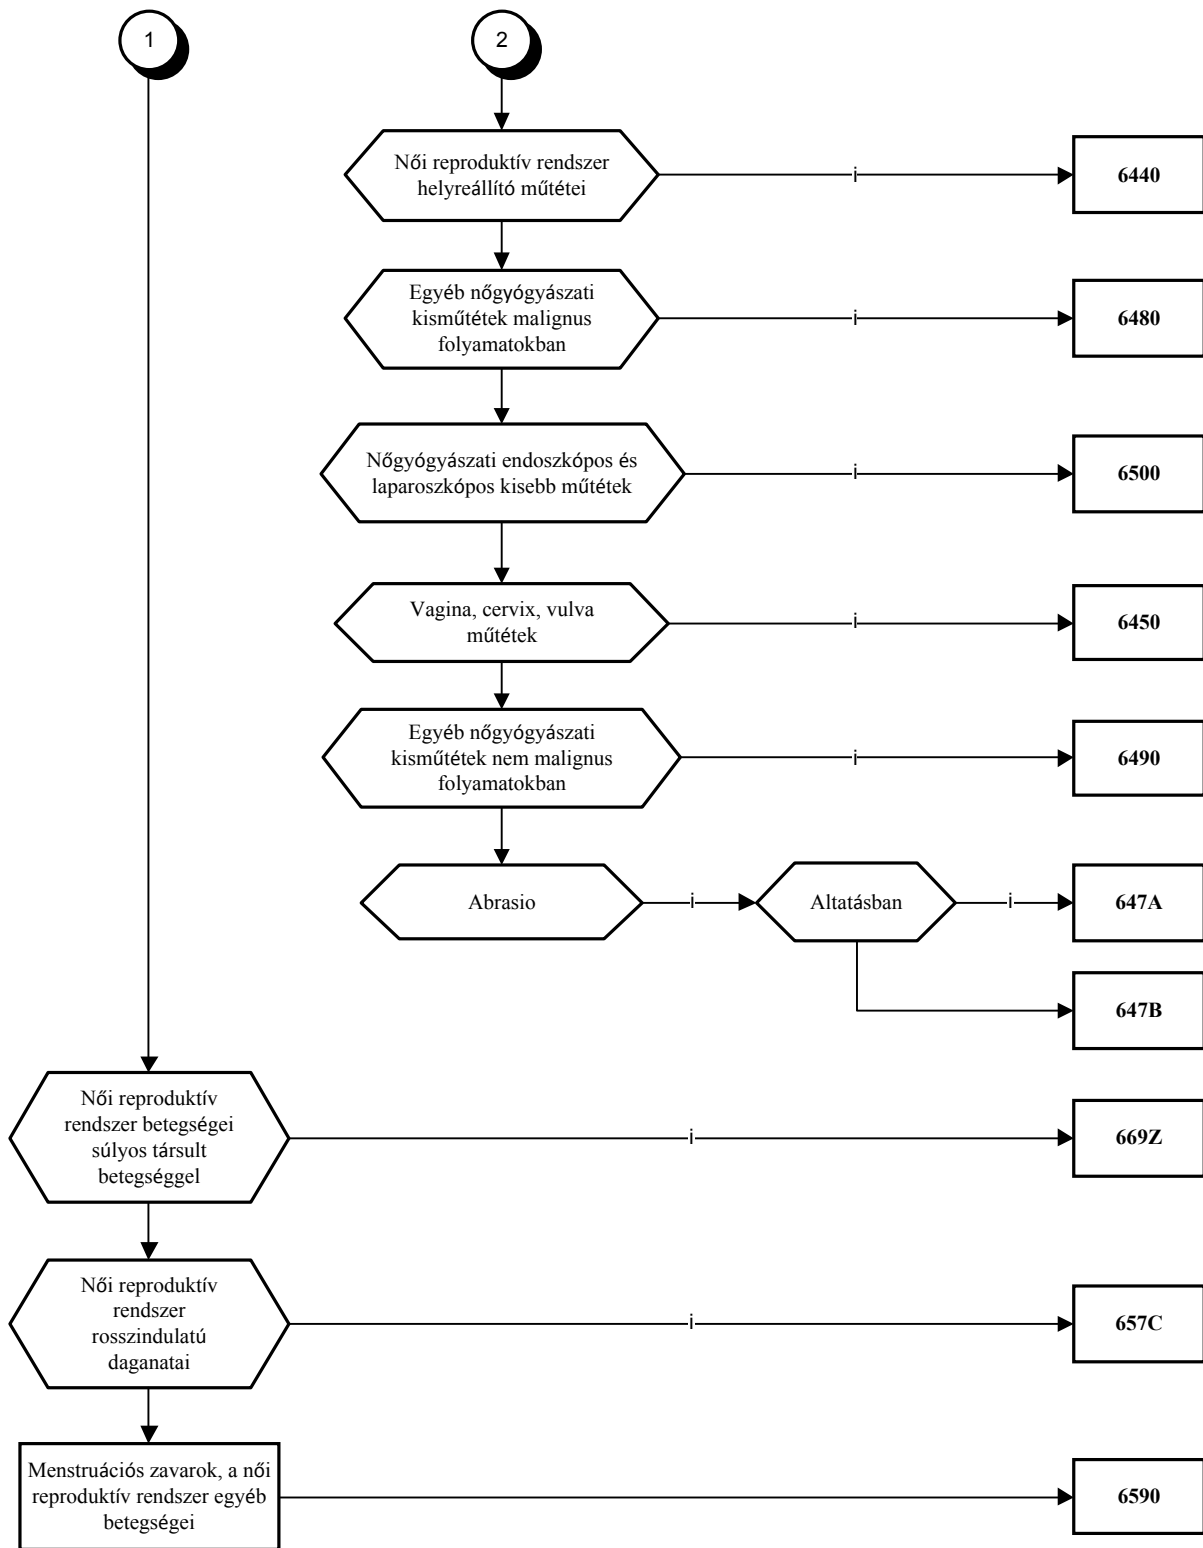 1
2
Női reproduktív rendszer
helyreállító műtétei
i
6440
Egyéb nőgyógyászati
kisműtétek malignus
folyamatokban
i
6480
Nőgyógyászati endoszkópos és
laparoszkópos kisebb műtétek
i
6500
Vagina, cervix, vulva
műtétek
i
6450
Egyéb nőgyógyászati
kisműtétek nem malignus
folyamatokban
i
6490
Abrasio
i
Altatásban
i
647A
647B
Női reproduktív
rendszer betegségei
súlyos társult
betegséggel
i
669Z
Női reproduktív
rendszer
rosszindulatú
daganatai
i
657C
Menstruációs zavarok, a női
reproduktív rendszer egyéb
betegségei
6590